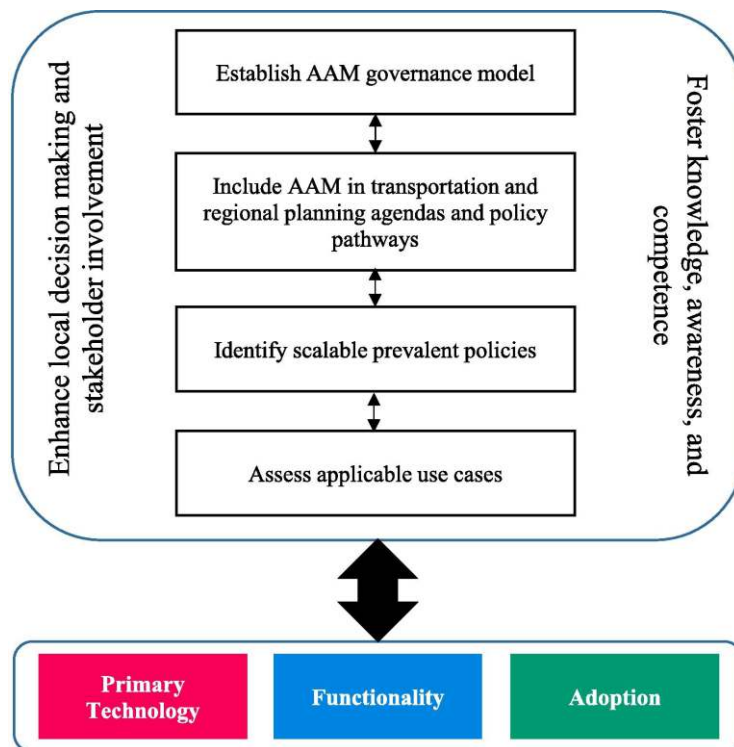 Enhance local decision making and
stakeholder involvement
Establish AAM governance model
Include AAM in transportation and
regional planning agendas and policy
pathways
Identify scalable prevalent policies
Assess applicable use cases
Foster knowledge, awareness, and
competence
Primary
Technology
Functionality
Adoption